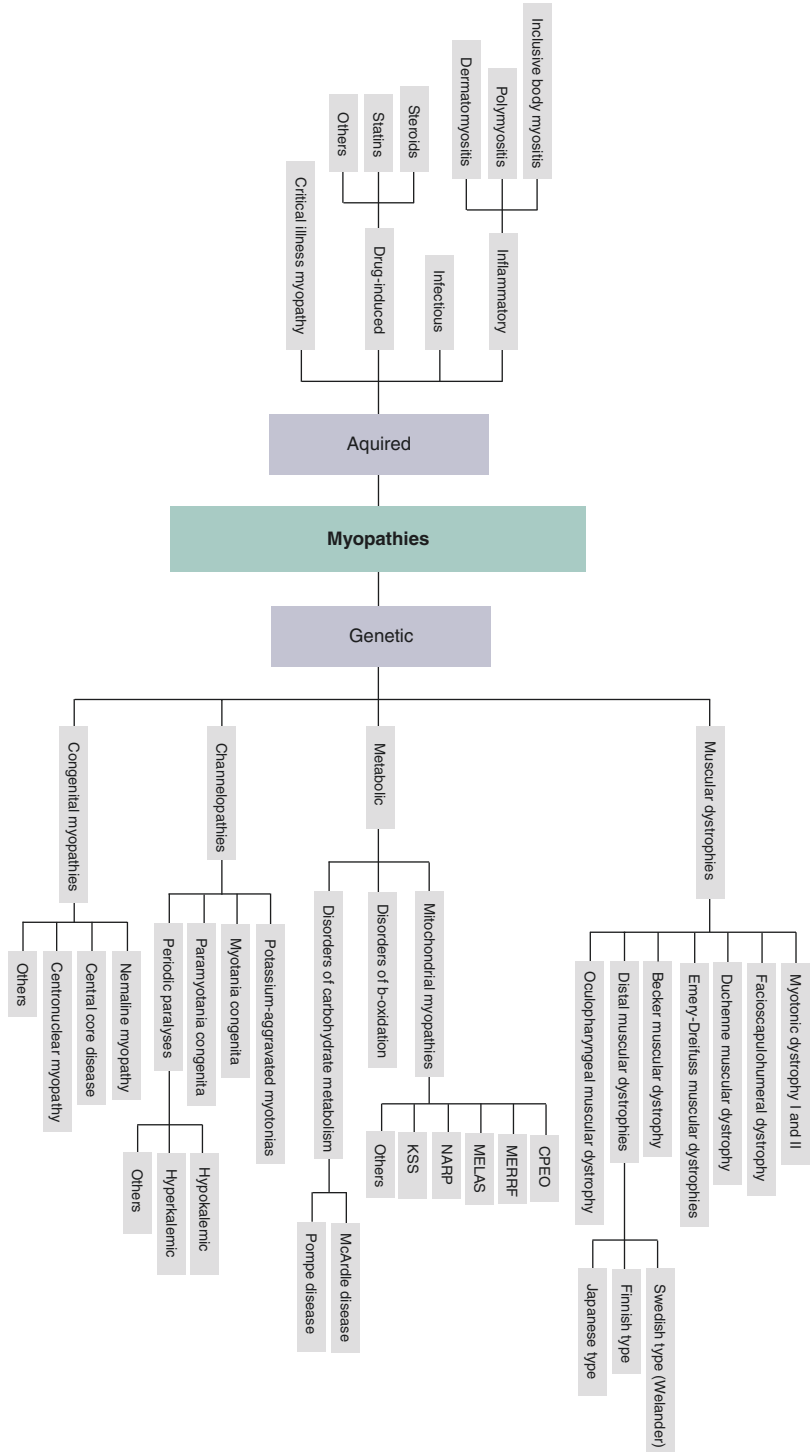 Inclusive body myositis
Polymyositis
Dermatomyositis
Steroids
Statins
Others
Critical illness myopathy
Drug-induced
Infectious
Inflammatory
Aquired
Myopathies
Genetic
Muscular dystrophies
Metabolic
Channelopathies
Congenital myopathies
Myotonic dystrophy I and II
Facioscapulohumeral dystrophy
Duchenne muscular dystrophy
Emery-Dreifuss muscular dystrophies
Becker muscular dystrophy
Distal muscular dystrophies
Oculopharyngeal muscular dystrophy
Swedish type (Welander)
Finnish type
Japanese type
Mitochondrial myopathies
Disorders of b-oxidation
Disorders of carbohydrate metabolism
CPEO
MERRF
MELAS
NARP
KSS
Others
McArdle disease
Pompe disease
Potassium-aggravated myotonias
Myotania congenita
Paramyotania congenita
Periodic paralyses
Hypokalemic
Hyperkalemic
Others
Nemaline myopathy
Central core disease
Centronuclear myopathy
Others